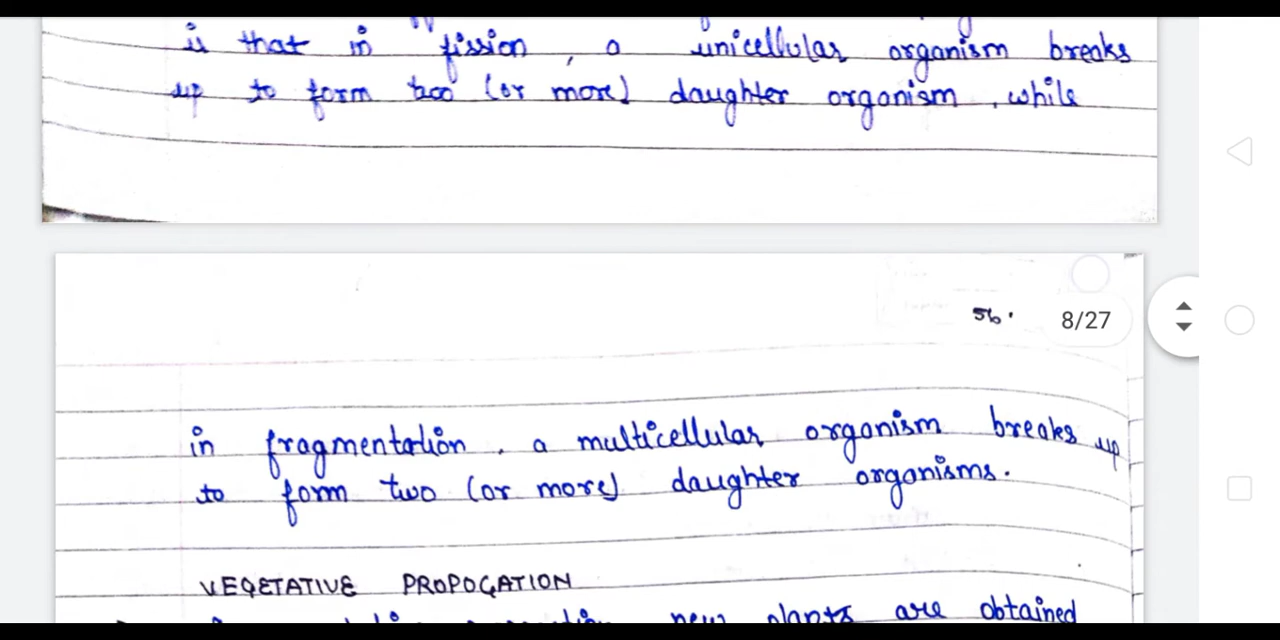 is that in fission, a unicellular organism breaks
up to form two (or more) daughter organism, while
56.
8/27
in fragmentation, a multicellular organism breaks up
to form two (or more) daughter organisms.
VEGETATIVE PROPOGATION
new plants are obtained